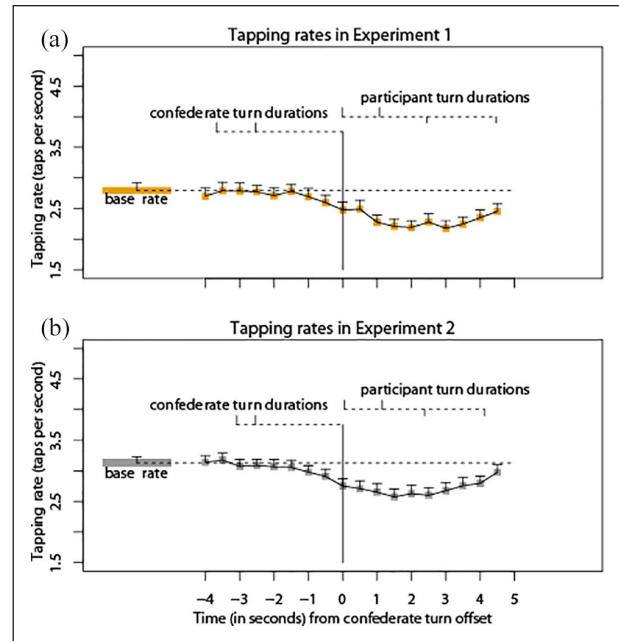 (a)
Tapping rates in Experiment 1
Tapping rate (taps per second)
4.5
3.5
2.5
1.5
confederate turn durations
participant turn durations
base rate
(b)
Tapping rates in Experiment 2
Tapping rate (taps per second)
4.5
3.5
2.5
1.5
confederate turn durations
participant turn durations
base rate
−4 −3 −2 −1 0 1 2 3 4 5
Time (in seconds) from confederate turn offset